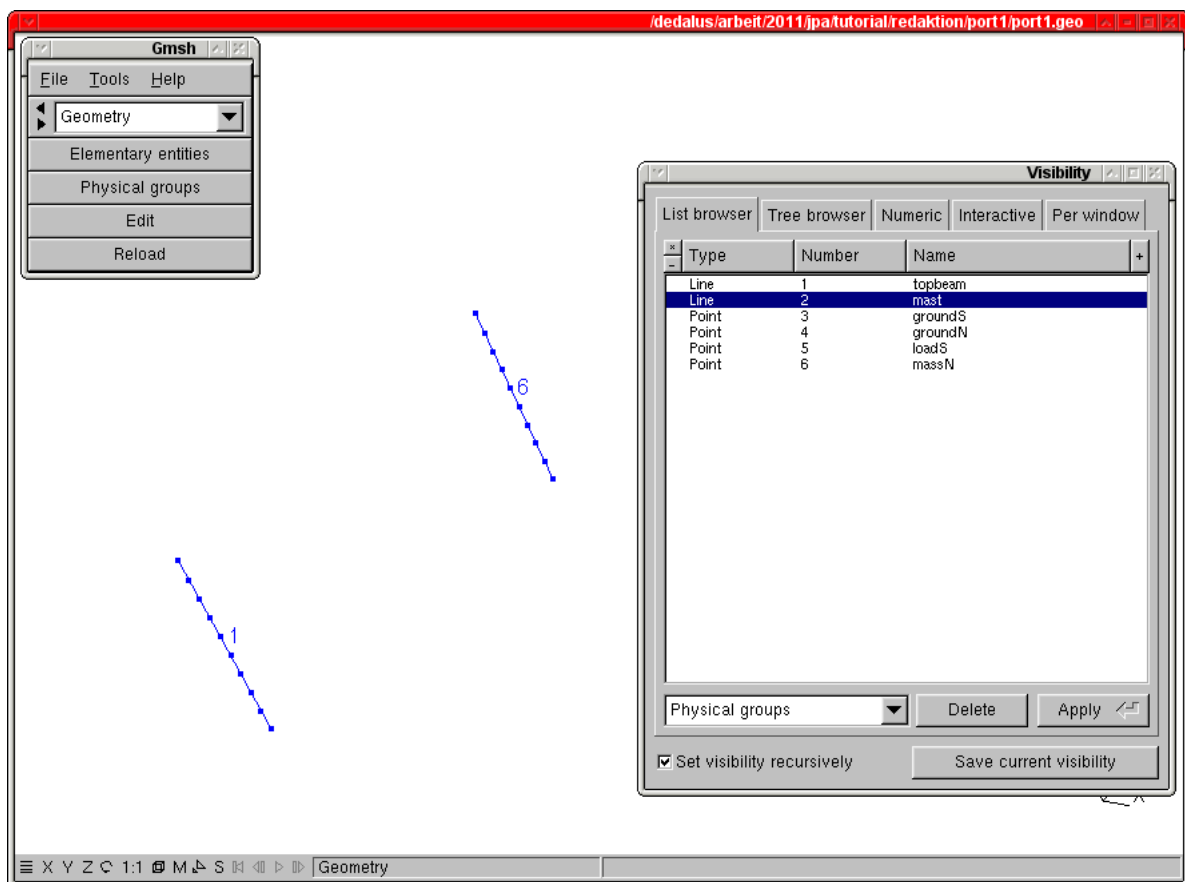 /dedalus/arbeit/2011/jpa/tutorial/redaktion/port1/port1.geo
Gmsh
File Tools Help
Geometry
Elementary entities
Physical groups
Edit
Reload
6
1
Visibility
List browser Tree browser Numeric Interactive Per window
Type Number Name +
Line 1 topbeam
Line 2 mast
Point 3 groundS
Point 4 groundN
Point 5 loadS
Point 6 massN
Physical groups Delete Apply
Set visibility recursively Save current visibility
X
X Y Z 1:1 M S Geometry